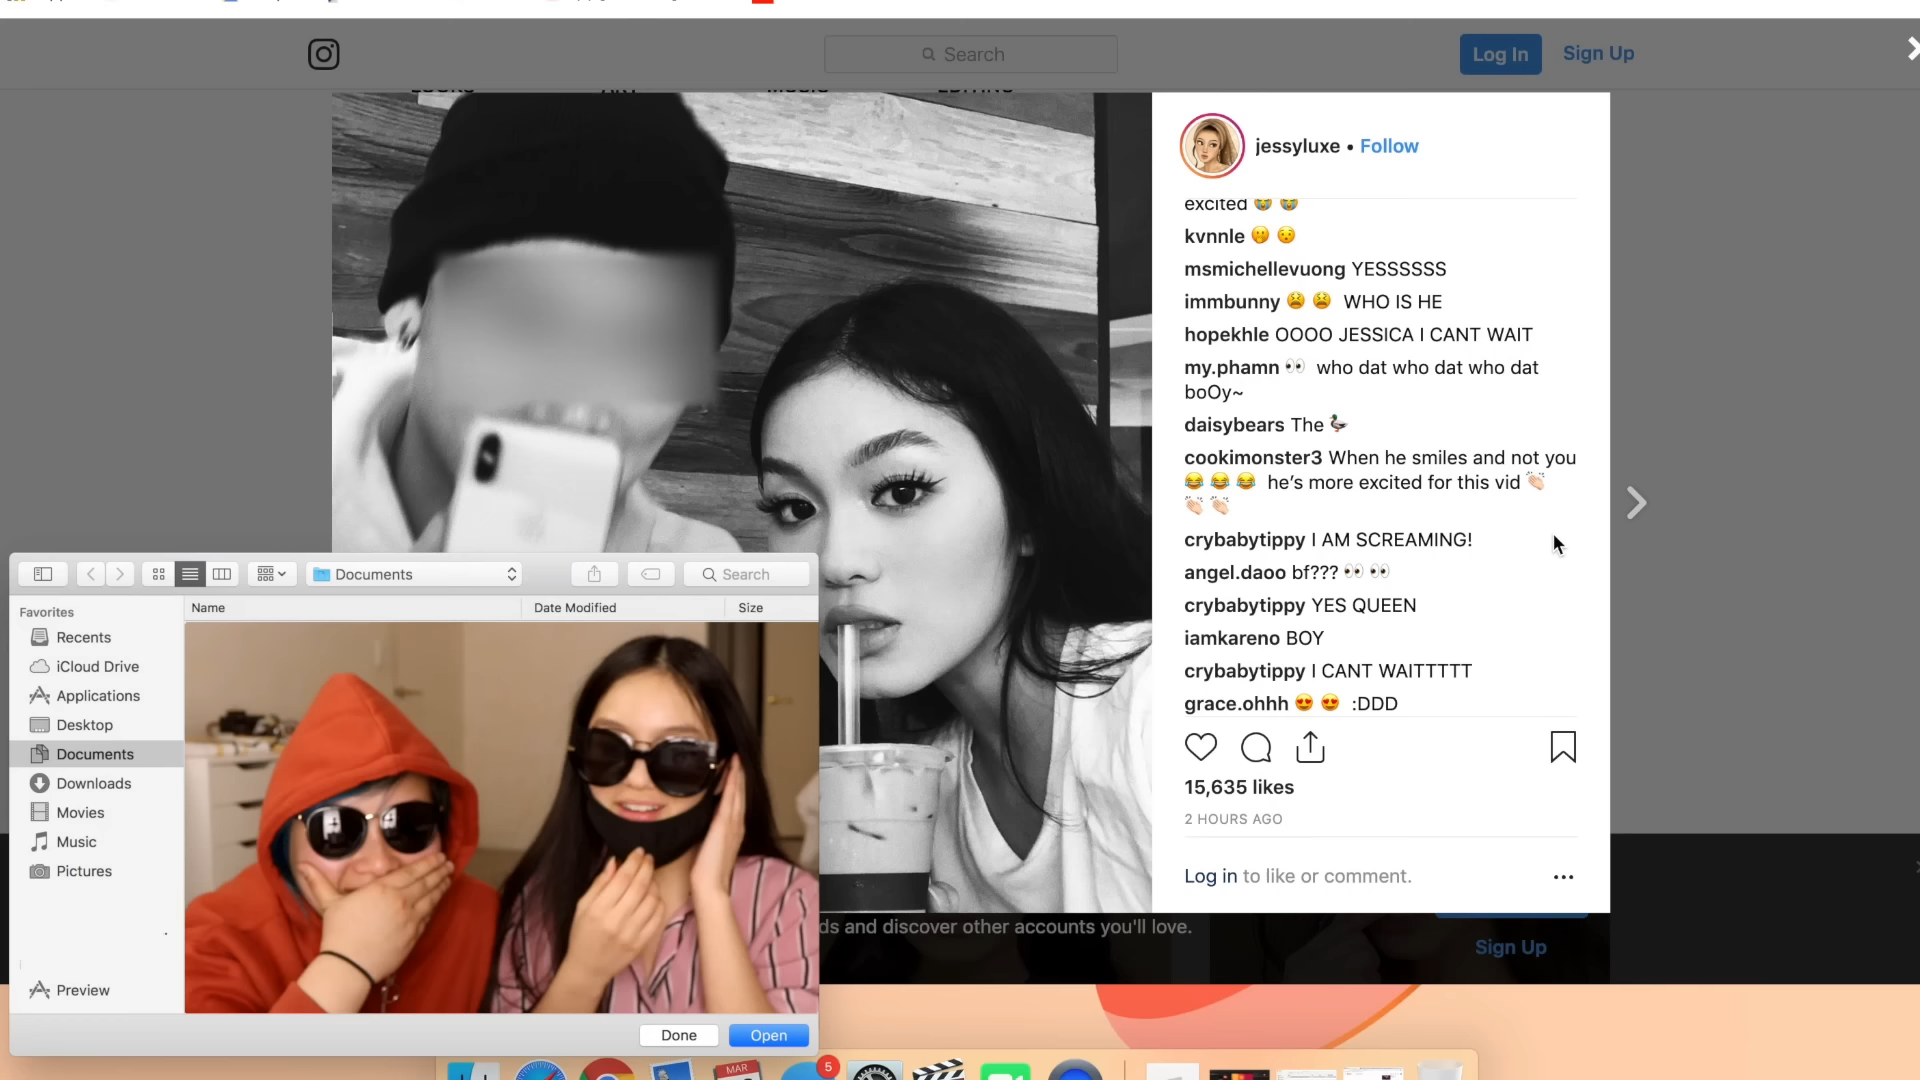 Search
Log In
Sign Up
LOOKS
ART
MUSIC
EDITING
jessyluxe • Follow
excited 😭 😭
kvnnle 🤭 😌
msmichellevuong YESSSSSS
immbunny 😫 😫 WHO IS HE
hopekhle OOOO JESSICA I CANT WAIT
my.phamn 👀 who dat who dat who dat
boOy~
daisybears The 🦆
cookimonster3 When he smiles and not you
😂 😂 😂 he's more excited for this vid 👏🏻
👏🏻 👏🏻
crybabytippy I AM SCREAMING!
angel.daoo bf??? 👀 👀
crybabytippy YES QUEEN
iamkareno BOY
crybabytippy I CANT WAITTTTT
grace.ohhh 😍 😍 :DDD
15,635 likes
2 HOURS AGO
Log in to like or comment.
ds and discover other accounts you'll love.
Sign Up
Documents
Search
Name
Date Modified
Size
Favorites
Recents
iCloud Drive
Applications
Desktop
Documents
Downloads
Movies
Music
Pictures
Preview
Done
Open
5
MAR